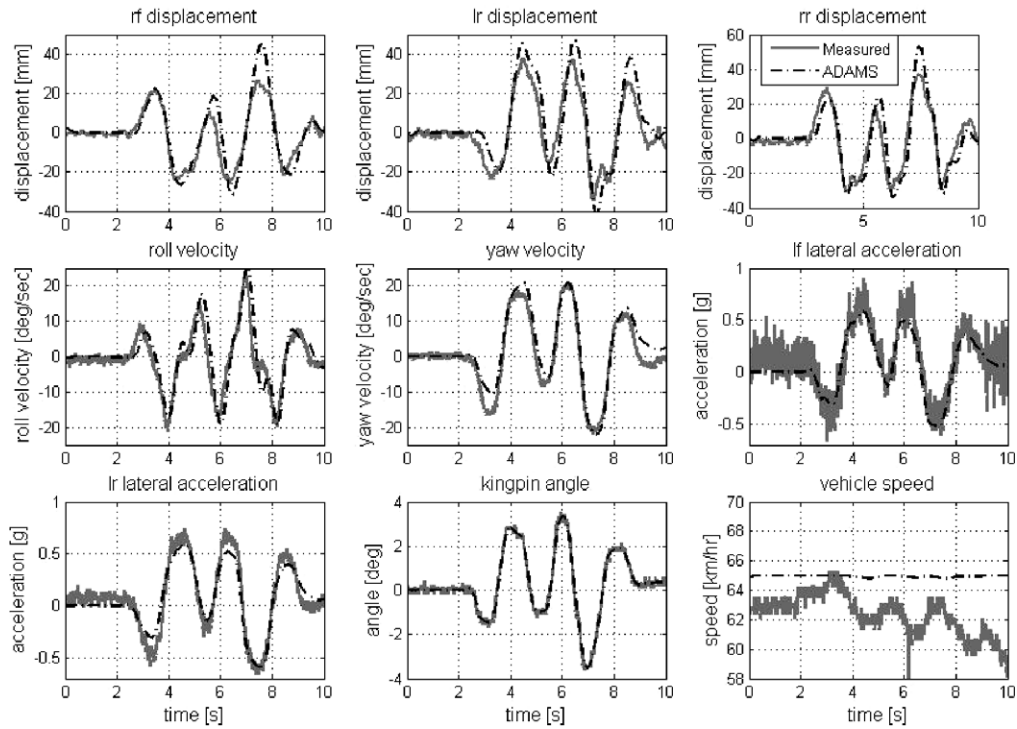 rf displacement
displacement [mm]
40
20
0
-20
-40
0 2 4 6 8 10
lr displacement
displacement [mm]
40
20
0
-20
40
0 2 4 6 8 10
rr displacement
displacement [mm]
60
40
20
0
-20
-40
0 5 10
Measured
ADAMS
roll velocity
roll velocity [deg/sec]
20
10
0
-10
-20
0 2 4 6 8 10
yaw velocity
yaw velocity [deg/sec]
20
10
0
-10
-20
0 2 4 6 8 10
lf lateral acceleration
acceleration [g]
1
0.5
0
-0.5
0 2 4 6 8 10
lr lateral acceleration
acceleration [g]
1
0.5
0
-0.5
0 2 4 6 8 10
time [s]
kingpin angle
angle [deg]
4
2
0
-2
-4
0 2 4 6 8 10
time [s]
vehicle speed
speed [km/hr]
70
68
66
64
62
60
58
0 2 4 6 8 10
time [s]